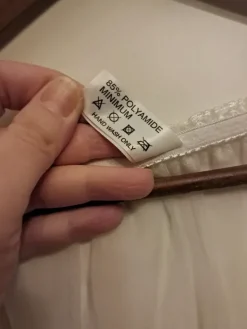 85% POLYAMIDE
MINIMUM
HAND WASH ONLY